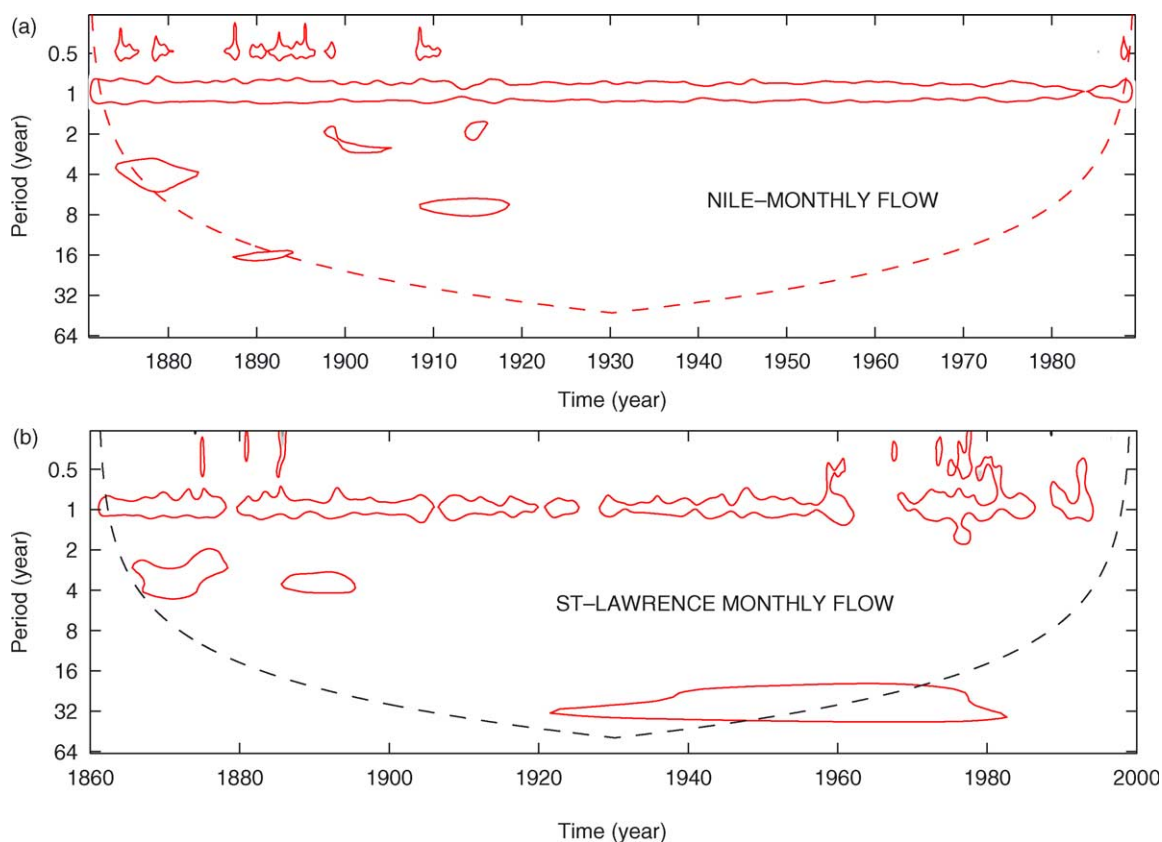 (a)
0.5
1
2
4
8
16
32
64
Period (year)
NILE–MONTHLY FLOW
1880 1890 1900 1910 1920 1930 1940 1950 1960 1970 1980
Time (year)
(b)
0.5
1
2
4
8
16
32
64
Period (year)
ST–LAWRENCE MONTHLY FLOW
1860 1880 1900 1920 1940 1960 1980 2000
Time (year)